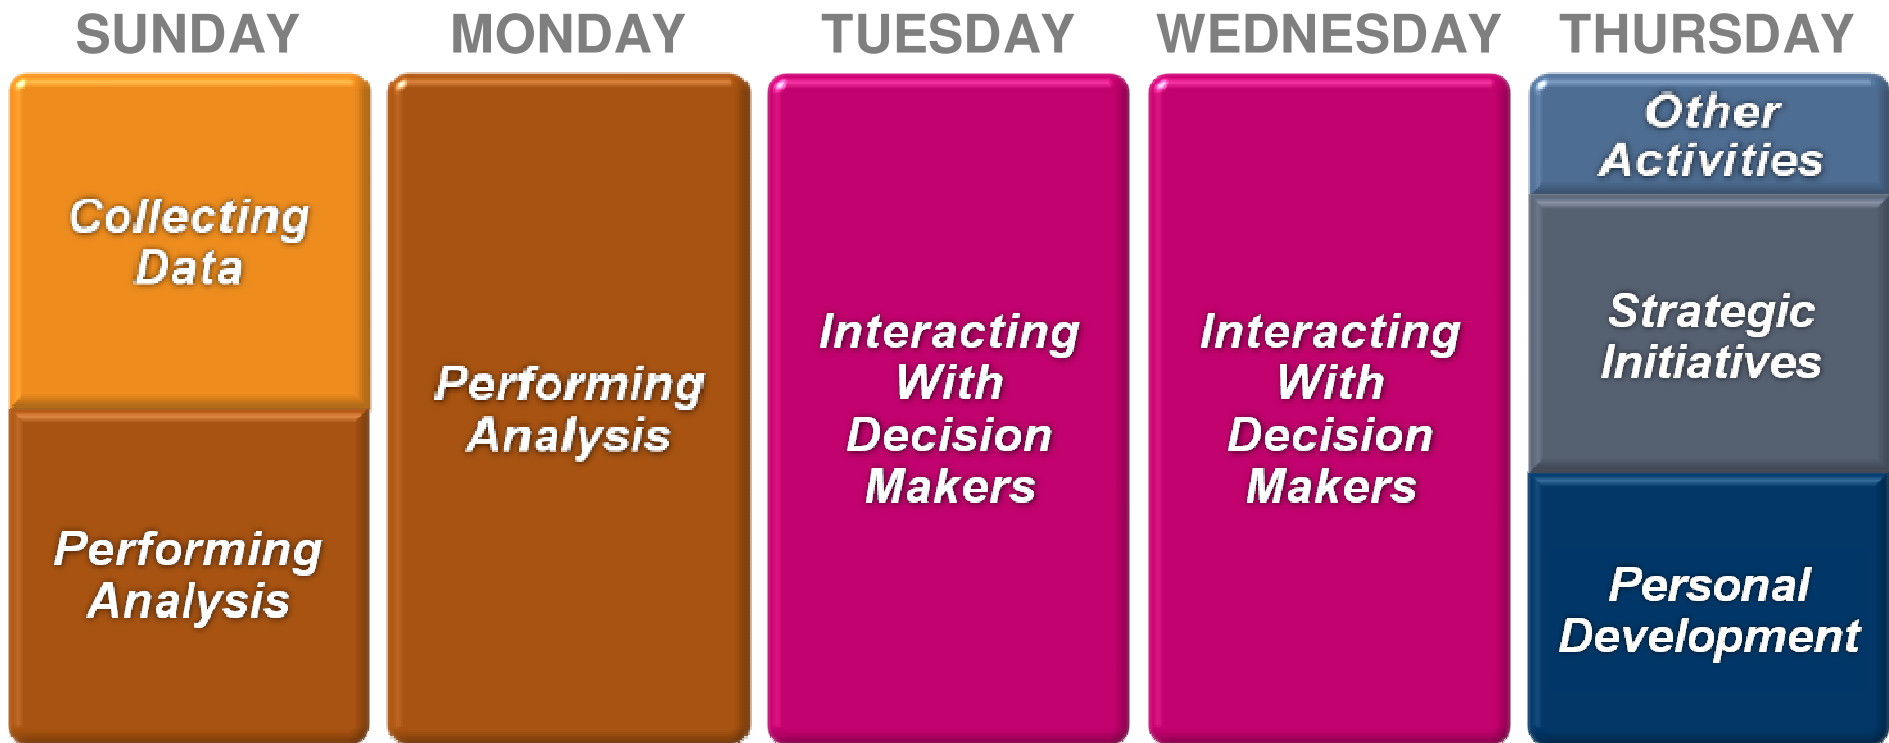 SUNDAY
Collecting
Data
Performing
Analysis
MONDAY
Performing
Analysis
TUESDAY
Interacting
With
Decision
Makers
WEDNESDAY
Interacting
With
Decision
Makers
THURSDAY
Other
Activities
Strategic
Initiatives
Personal
Development